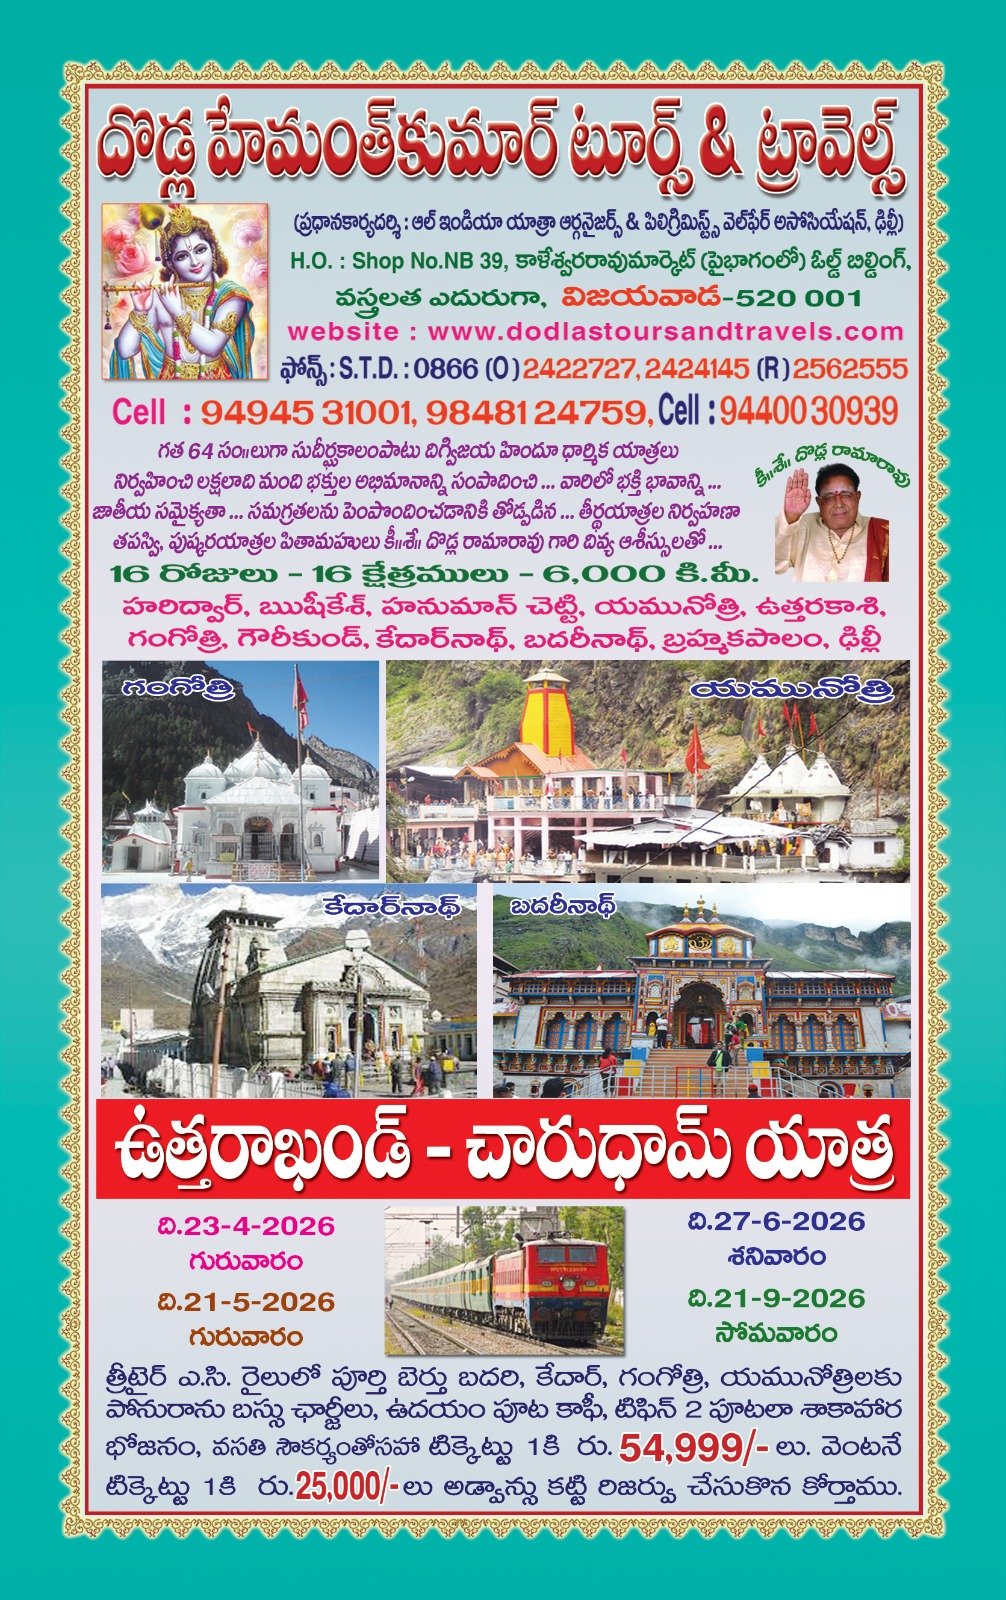 దొడ్ల హేమంత్‌కుమార్ టూర్స్ & ట్రావెల్స్
(ప్రధానకార్యదర్శి : ఆల్ ఇండియా యాత్రా ఆర్గనైజర్స్ & పిలిగ్రిమిస్ట్స్ వెల్‌ఫేర్ అసోసియేషన్, ఢిల్లీ)
H.O. : Shop No.NB 39, కాళేశ్వరరావుమార్కెట్ (పైభాగంలో) ఓల్డ్ బిల్డింగ్,
వస్త్రలత ఎదురుగా, విజయవాడ-520 001
website : www.dodlastoursandtravels.com
ఫోన్స్ : S.T.D. : 0866 (O) 2422727, 2424145 (R) 2562555
Cell : 94945 31001, 98481 24759, Cell : 94400 30939
గత 64 సం॥లుగా సుదీర్ఘకాలంపాటు దిగ్విజయ హిందూ ధార్మిక యాత్రలు
నిర్వహించి లక్షలాది మంది భక్తుల అభిమానాన్ని సంపాదించి ... వారిలో భక్తి భావాన్ని ...
జాతీయ సమైక్యతా ... సమగ్రతలను పెంపొందించడానికి తోడ్పడిన ... తీర్థయాత్రల నిర్వహణా
తపస్వి, పుష్కరయాత్రల పితామహులు కీ॥శే॥ దొడ్ల రామారావు గారి దివ్య ఆశీస్సులతో ...
కీ॥శే॥ దొడ్ల రామారావు
16 రోజులు - 16 క్షేత్రములు - 6,000 కి.మీ.
హరిద్వార్, ఋషీకేశ్, హనుమాన్ చెట్టి, యమునోత్రి, ఉత్తరకాశి,
గంగోత్రి, గౌరీకుండ్, కేదార్‌నాథ్, బదరీనాథ్, బ్రహ్మకపాలం, ఢిల్లీ
గంగోత్రి
యమునోత్రి
కేదార్‌నాథ్
బదరీనాథ్
ఉత్తరాఖండ్ - చారుధామ్ యాత్ర
ది.23-4-2026
గురువారం
ది.21-5-2026
గురువారం
ది.27-6-2026
శనివారం
ది.21-9-2026
సోమవారం
త్రీటైర్ ఎ.సి. రైలులో పూర్తి బెర్తు బదరి, కేదార్, గంగోత్రి, యమునోత్రిలకు
పోనురాను బస్సు ఛార్జీలు, ఉదయం పూట కాఫీ, టిఫిన్ 2 పూటలా శాకాహార
భోజనం, వసతి సౌకర్యంతోసహా టిక్కెట్టు 1కి రు. 54,999/- లు. వెంటనే
టిక్కెట్టు 1కి రు.25,000/- లు అడ్వాన్సు కట్టి రిజర్వు చేసుకొన కోర్తాము.